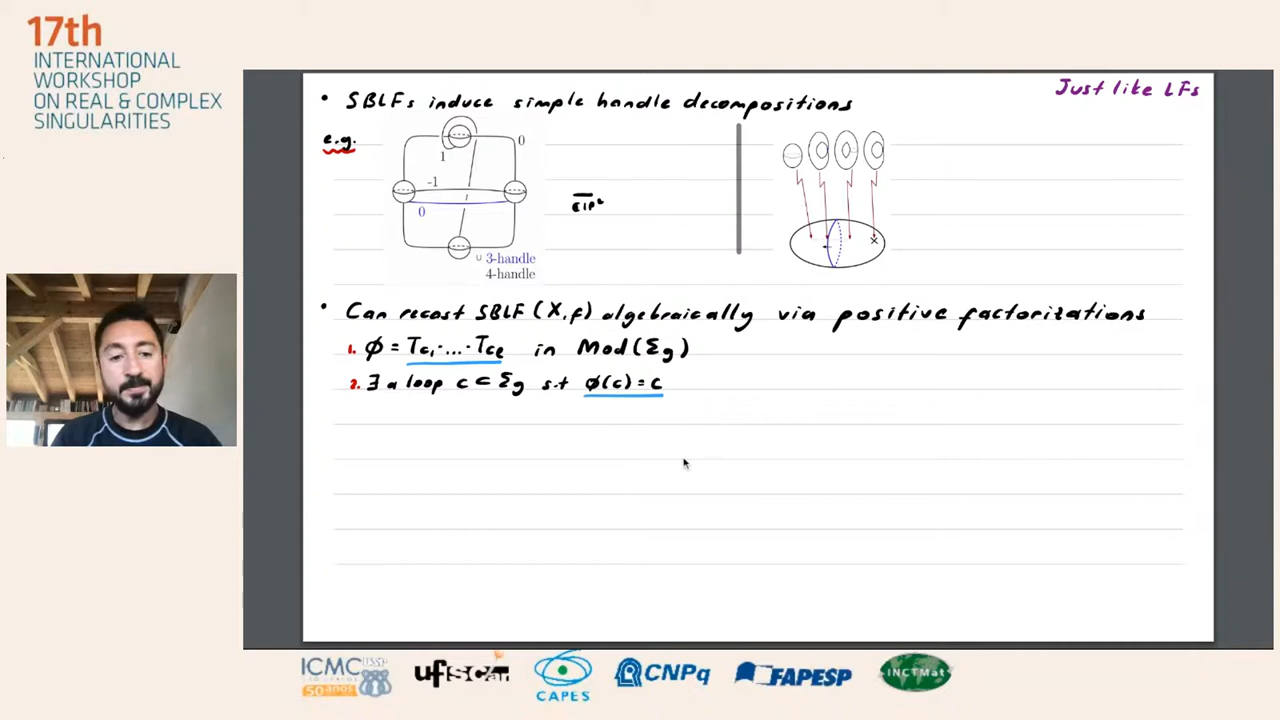 17th
INTERNATIONAL
WORKSHOP
ON REAL & COMPLEX
SINGULARITIES
Just like LFs
• SBLFs induce simple handle decompositions
e.g.
0
1
-1
0
∪ 3-handle
4-handle
• Can recast SBLF (X,f) algebraically via positive factorizations
1. φ = Tc₁ · ... · Tcℓ in Mod(Σg)
2. ∃ a loop c ⊂ Σg s.t φ(c) = c
ICMC
50 anos
ufscar
CAPES
CNPq
FAPESP
INCTMat